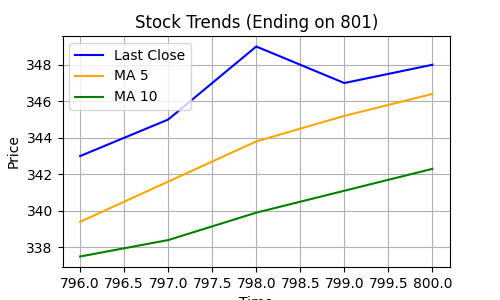 Stock Trends (Ending on 801)
Last Close
MA 5
MA 10
Price
348
346
344
342
340
338
796.0 796.5 797.0 797.5 798.0 798.5 799.0 799.5 800.0
Time